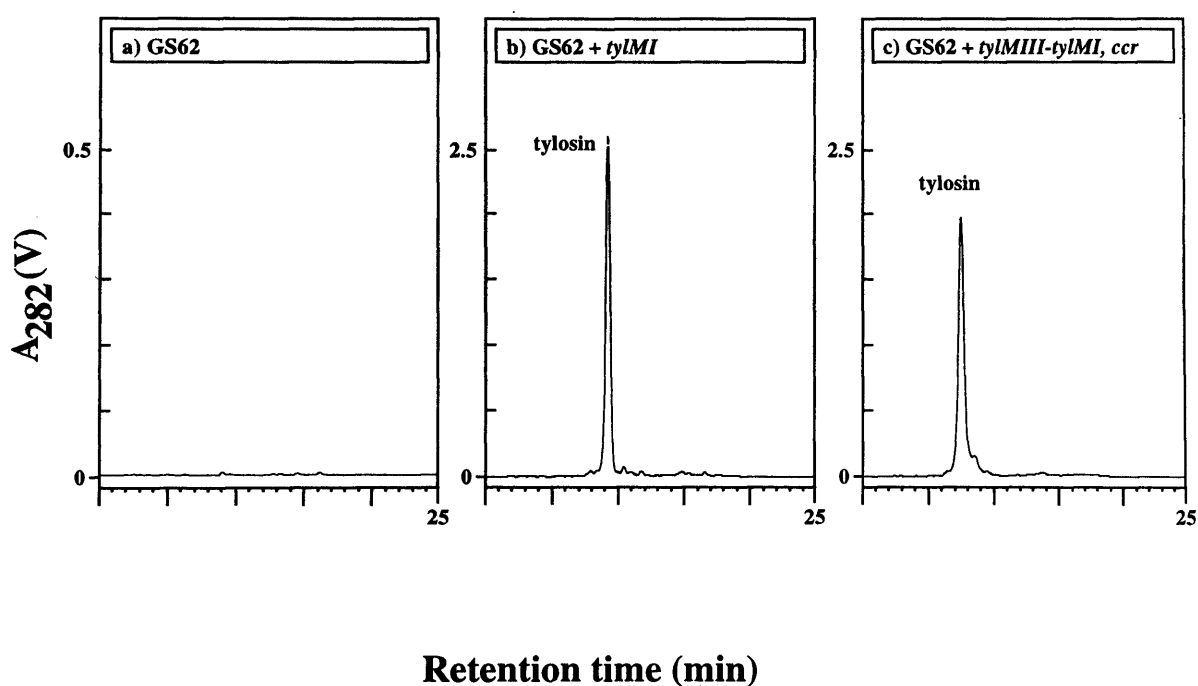 a) GS62
b) GS62 + tylMI
c) GS62 + tylMIII-tylMI, ccr
A282(V)
0.5
0
25
2.5
tylosin
0
25
2.5
tylosin
0
25
Retention time (min)